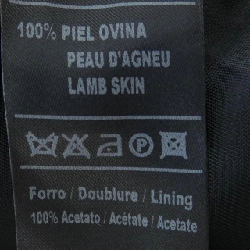 100% PIEL OVINA
PEAU D'AGNEU
LAMB SKIN
Forro / Doublure / Lining
100% Acetato / Acétate / Acetate